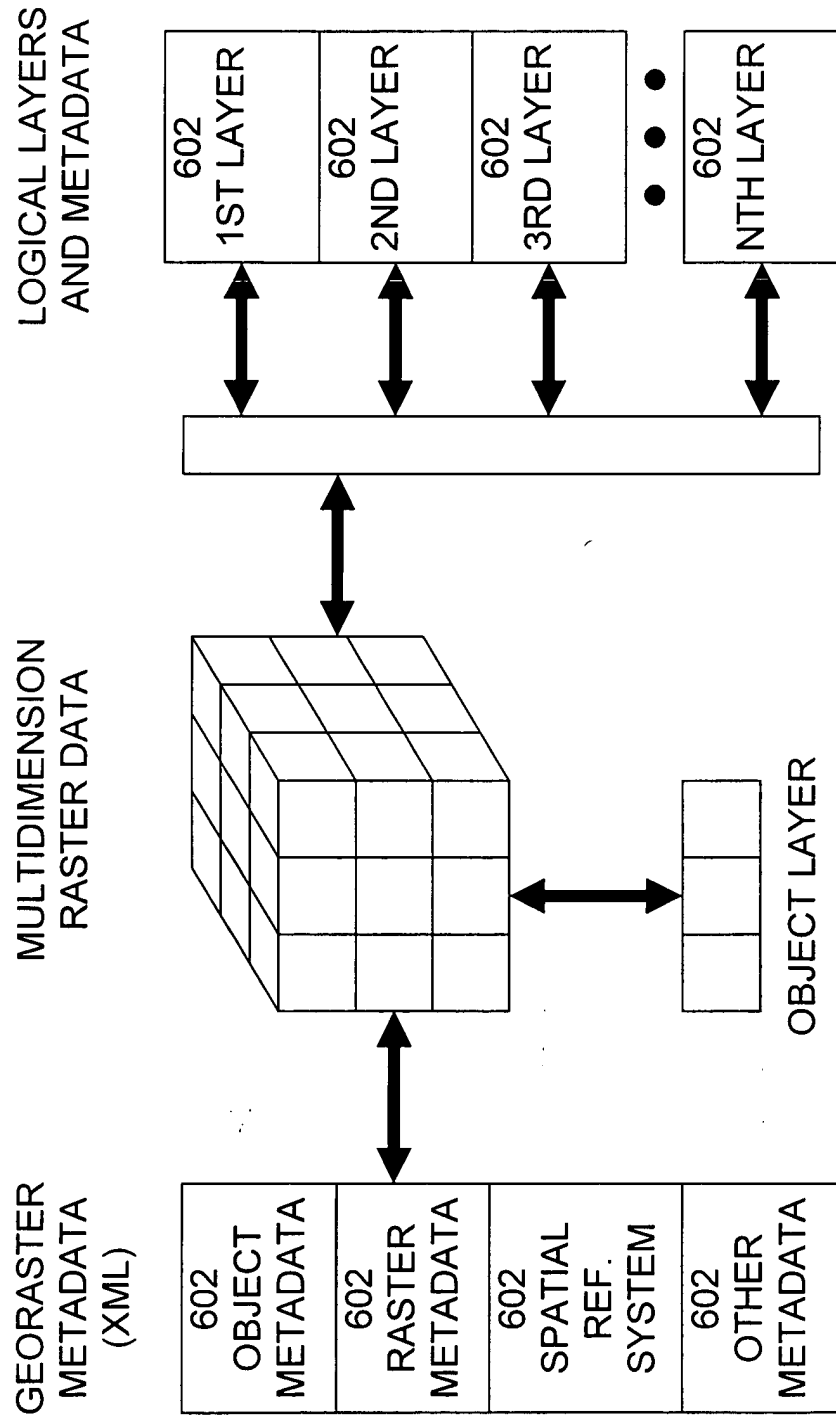 GEORASTER
METADATA
(XML)
602
OBJECT
METADATA
602
RASTER
METADATA
602
SPATIAL
REF.
SYSTEM
602
OTHER
METADATA
MULTIDIMENSION
RASTER DATA
OBJECT LAYER
LOGICAL LAYERS
AND METADATA
602
1ST LAYER
602
2ND LAYER
602
3RD LAYER
602
NTH LAYER